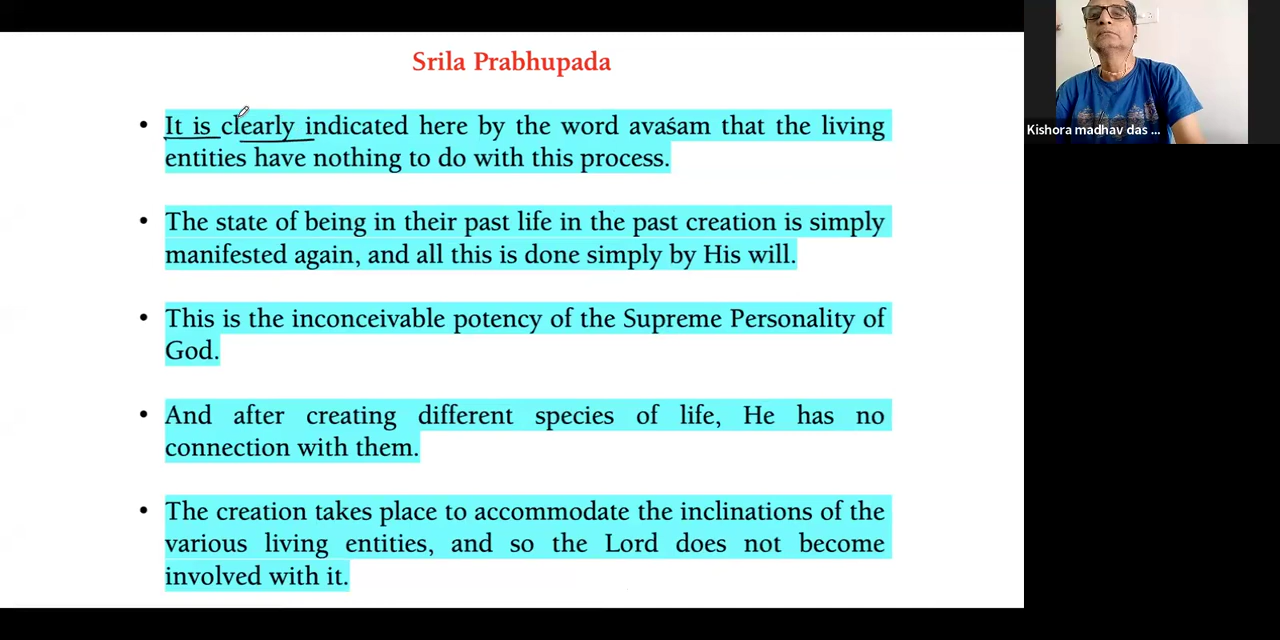 Srila Prabhupada
• It is clearly indicated here by the word avaśam that the living
entities have nothing to do with this process.
• The state of being in their past life in the past creation is simply
manifested again, and all this is done simply by His will.
• This is the inconceivable potency of the Supreme Personality of
God.
• And after creating different species of life, He has no
connection with them.
• The creation takes place to accommodate the inclinations of the
various living entities, and so the Lord does not become
involved with it.
Kishora madhav das ...